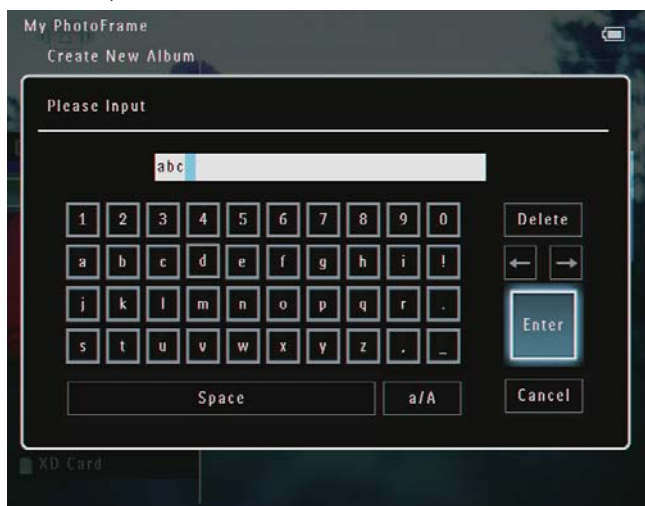 My PhotoFrame
Create New Album
Please Input
abc
1 2 3 4 5 6 7 8 9 0 Delete
a b c d e f g h i ! ← →
j k l m n o p q r . Enter
s t u v w x y z , _
Space a/A Cancel
XD Card